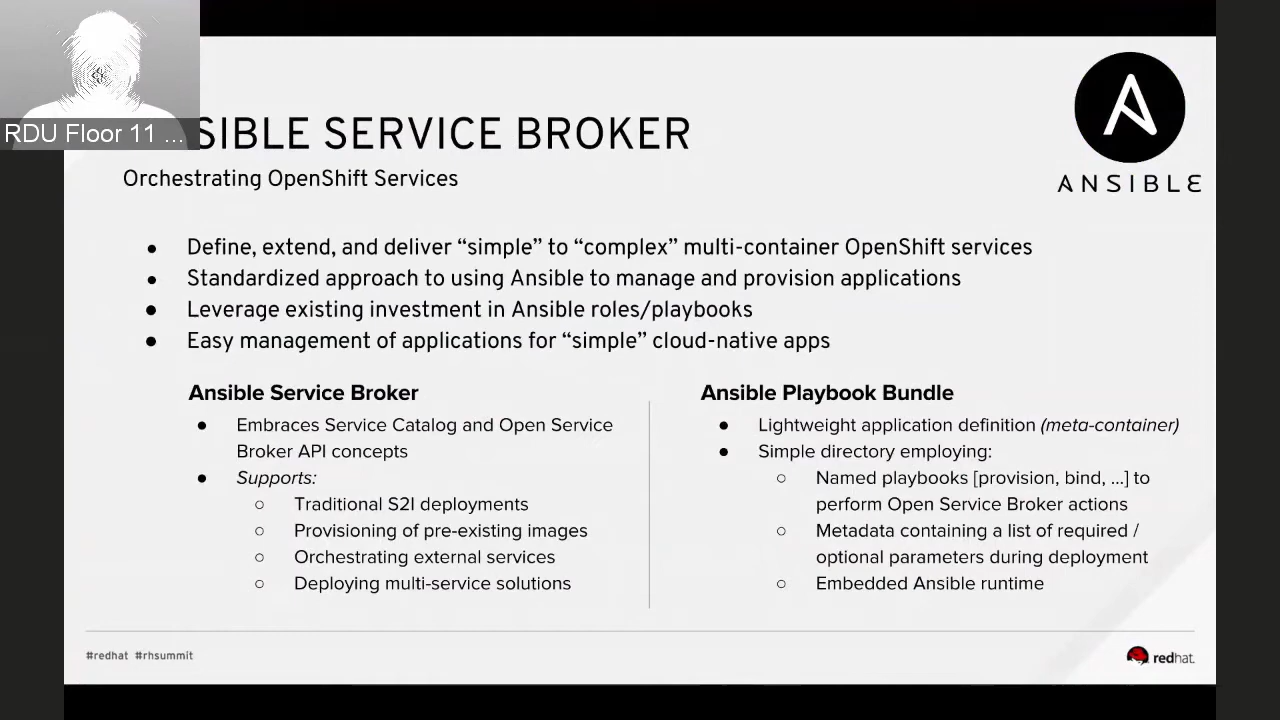 RDU Floor 11 ...
SIBLE SERVICE BROKER
Orchestrating OpenShift Services
ANSIBLE
● Define, extend, and deliver “simple” to “complex” multi-container OpenShift services
● Standardized approach to using Ansible to manage and provision applications
● Leverage existing investment in Ansible roles/playbooks
● Easy management of applications for “simple” cloud-native apps
Ansible Service Broker
● Embraces Service Catalog and Open Service
Broker API concepts
● Supports:
○ Traditional S2I deployments
○ Provisioning of pre-existing images
○ Orchestrating external services
○ Deploying multi-service solutions
Ansible Playbook Bundle
● Lightweight application definition (meta-container)
● Simple directory employing:
○ Named playbooks [provision, bind, ...] to
perform Open Service Broker actions
○ Metadata containing a list of required /
optional parameters during deployment
○ Embedded Ansible runtime
#redhat #rhsummit
redhat.